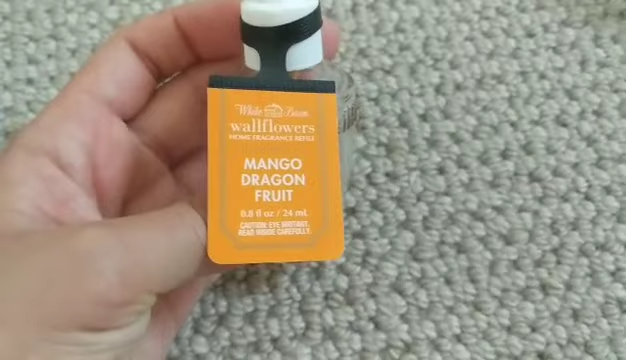 White Barn
wallflowers
HOME FRAGRANCE REFILL
MANGO
DRAGON
FRUIT
0.8 fl oz / 24 mL
CAUTION: EYE IRRITANT.
READ INSIDE CAREFULLY.